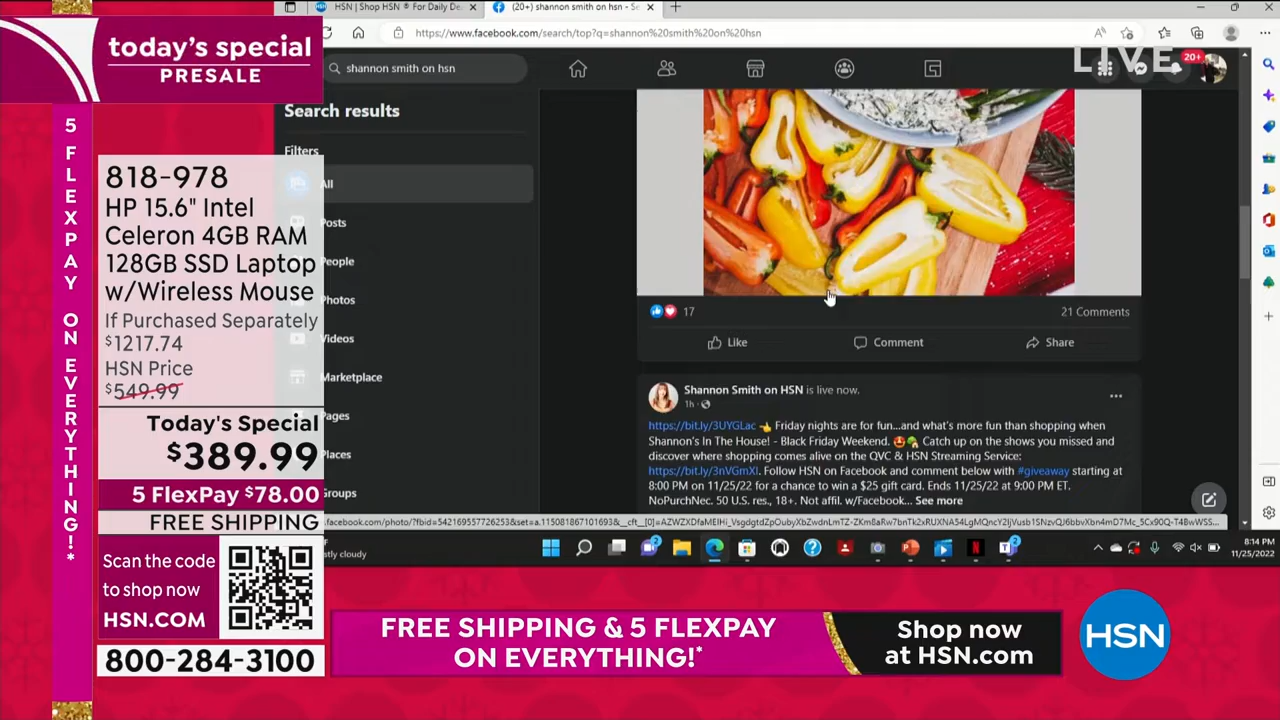 today's special
PRESALE
5 FLEXPAY ON EVERYTHING!*
818-978
HP 15.6" Intel
Celeron 4GB RAM
128GB SSD Laptop
w/Wireless Mouse
If Purchased Separately
$1217.74
HSN Price
$549.99
Today's Special
$389.99
5 FlexPay $78.00
FREE SHIPPING
Scan the code
to shop now
HSN.COM
800-284-3100
HSN | Shop HSN ® For Daily De
(20+) shannon smith on hsn - Se
https://www.facebook.com/search/top?q=shannon%20smith%20on%20hsn
LIVE
shannon smith on hsn
20+
Search results
Filters
All
Posts
People
Photos
Videos
Marketplace
Pages
Places
Groups
17
21 Comments
Like
Comment
Share
Shannon Smith on HSN is live now.
1h
https://bit.ly/3UYGLac Friday nights are for fun...and what's more fun than shopping when
Shannon's In The House! - Black Friday Weekend. Catch up on the shows you missed and
discover where shopping comes alive on the QVC & HSN Streaming Service:
https://bit.ly/3nVGmXI. Follow HSN on Facebook and comment below with #giveaway starting at
8:00 PM on 11/25/22 for a chance to win a $25 gift card. Ends 11/25/22 at 9:00 PM ET.
NoPurchNec. 50 U.S. res., 18+. Not affil. w/Facebook... See more
8:14 PM
11/25/2022
FREE SHIPPING & 5 FLEXPAY
ON EVERYTHING!*
Shop now
at HSN.com
HSN